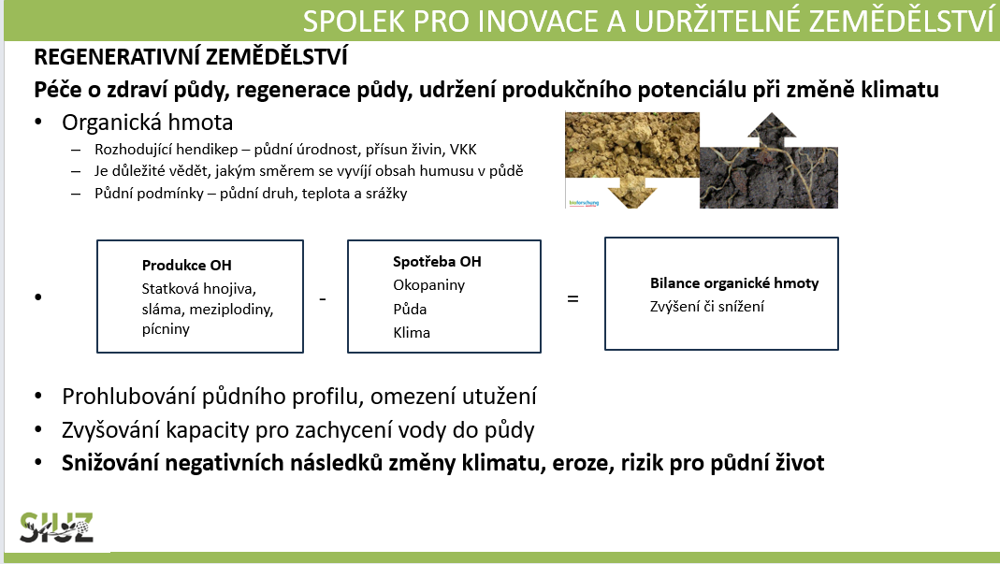 SPOLEK PRO INOVACE A UDRŽITELNÉ ZEMĚDĚLSTVÍ
REGENERATIVNÍ ZEMĚDĚLSTVÍ
Péče o zdraví půdy, regenerace půdy, udržení produkčního potenciálu při změně klimatu
• Organická hmota
– Rozhodující hendikep – půdní úrodnost, přísun živin, VKK
– Je důležité vědět, jakým směrem se vyvíjí obsah humusu v půdě
– Půdní podmínky – půdní druh, teplota a srážky
bioforschung
•
Produkce OH
Statková hnojiva,
sláma, meziplodiny,
pícniny
-
Spotřeba OH
Okopaniny
Půda
Klima
=
Bilance organické hmoty
Zvýšení či snížení
• Prohlubování půdního profilu, omezení utužení
• Zvyšování kapacity pro zachycení vody do půdy
• Snižování negativních následků změny klimatu, eroze, rizik pro půdní život
SIUZ